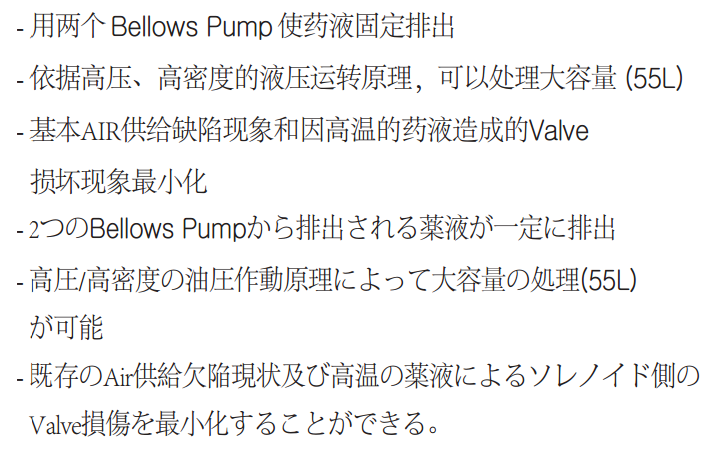 - 用两个 Bellows Pump 使药液固定排出
- 依据高压、高密度的液压运转原理，可以处理大容量 (55L)
- 基本AIR供给缺陷现象和因高温的药液造成的Valve
损坏现象最小化
- 2つのBellows Pumpから排出される薬液が一定に排出
- 高圧/高密度の油圧作動原理によって大容量の処理(55L)
が可能
- 既存のAir供給欠陥現状及び高温の薬液によるソレノイド側の
Valve損傷を最小化することができる。